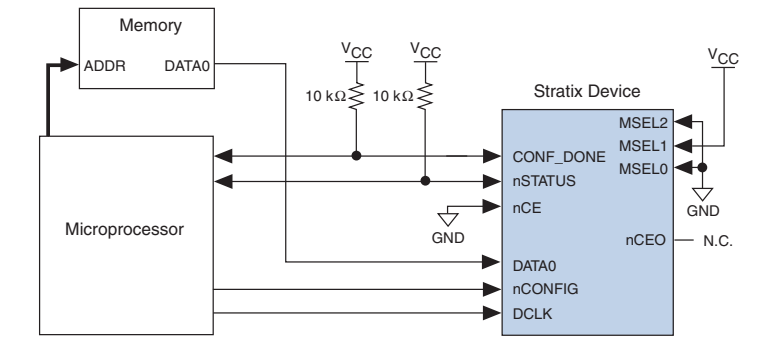 Memory
ADDR DATA0
VCC
VCC
10 kΩ
10 kΩ
VCC
Stratix Device
MSEL2
MSEL1
MSEL0
GND
CONF_DONE
nSTATUS
nCE
GND
Microprocessor
nCEO
N.C.
DATA0
nCONFIG
DCLK